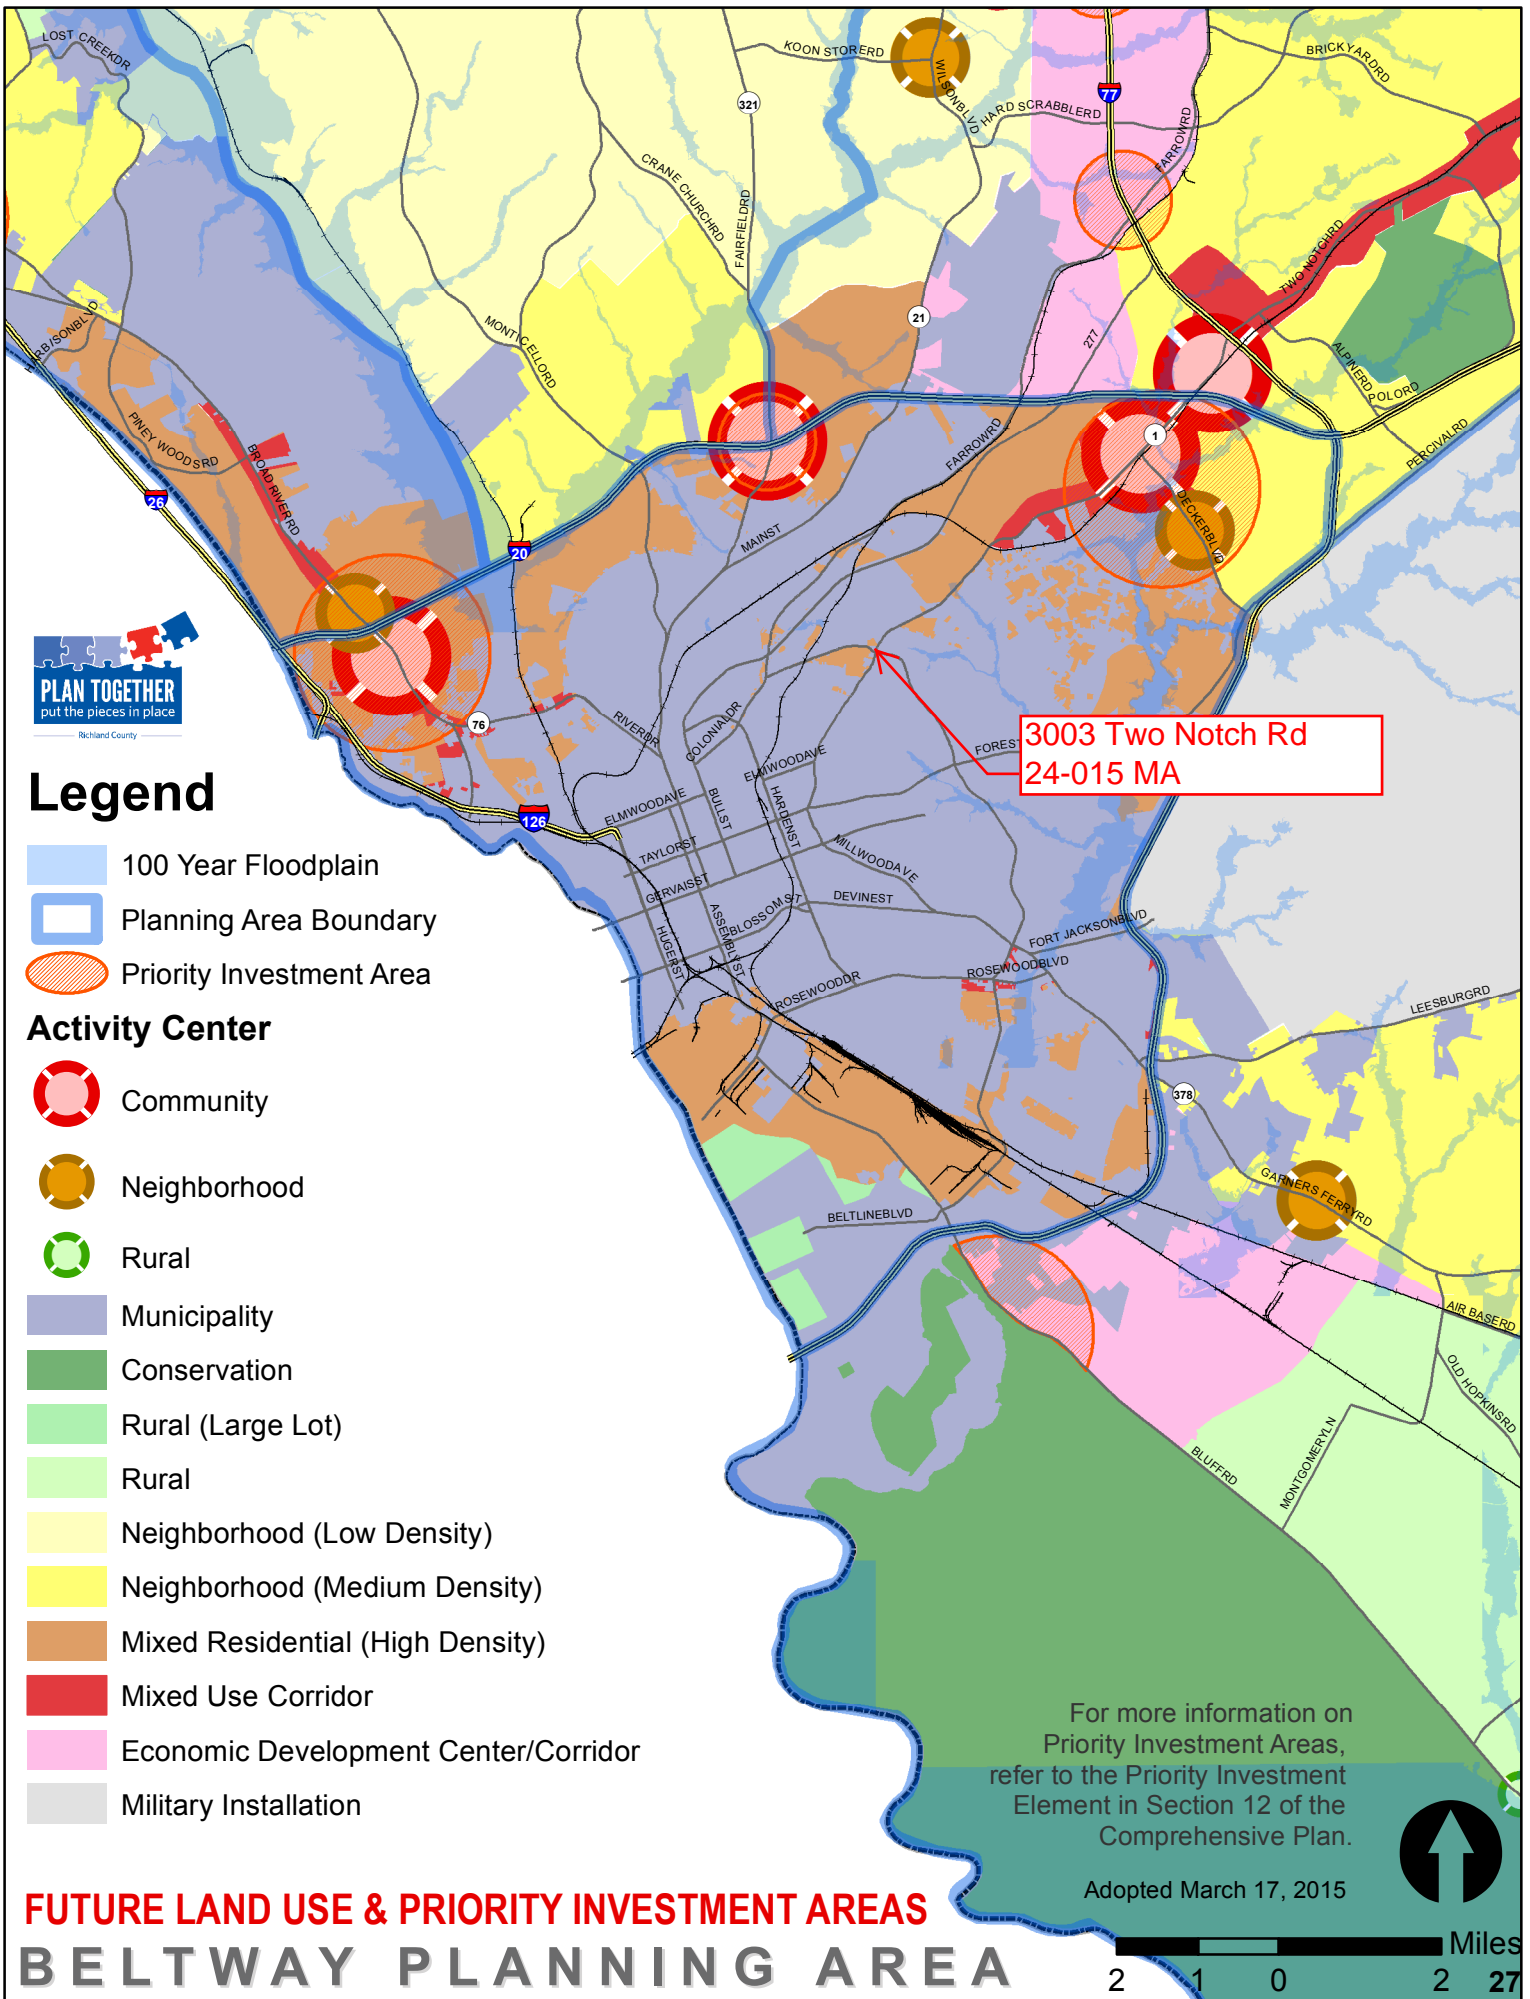 LOST CREEKDR
KOON STORERD
WILSONBLVD
BRICKYARDRD
321
77
HARD SCRABBLERD
FARROWRD
CRANE CHURCHRD
FAIRFIELDRD
TWO NOTCHRD
HARBISONBLVD
MONTICELLORD
21
277
ALPINERD
POLORD
PINEY WOODSRD
BROAD RIVERRD
FARROWRD
1
PERCIVALRD
26
DECKERBLVD
20
MAINST
PLAN TOGETHER
put the pieces in place
Richland County
76
RIVERDR
COLONIALDR
FORES
3003 Two Notch Rd
24-015 MA
ELMWOODAVE
Legend
126
ELMWOODAVE
BULLST
HARDENST
TAYLORST
MILLWOODAVE
100 Year Floodplain
GERVAISST
DEVINEST
Planning Area Boundary
HUGERST
ASSEMBLYST
BLOSSOMST
FORT JACKSONBLVD
Priority Investment Area
ROSEWOODDR
ROSEWOODBLVD
LEESBURGRD
Activity Center
Community
378
Neighborhood
GARNERS FERRYRD
BELTLINEBLVD
Rural
Municipality
AIR BASERD
Conservation
OLD HOPKINSRD
Rural (Large Lot)
BLUFFRD
MONTGOMERYLN
Rural
Neighborhood (Low Density)
Neighborhood (Medium Density)
Mixed Residential (High Density)
Mixed Use Corridor
Economic Development Center/Corridor
Military Installation
For more information on
Priority Investment Areas,
refer to the Priority Investment
Element in Section 12 of the
Comprehensive Plan.
Adopted March 17, 2015
FUTURE LAND USE & PRIORITY INVESTMENT AREAS
BELTWAY PLANNING AREA
Miles
2 1 0 2
27